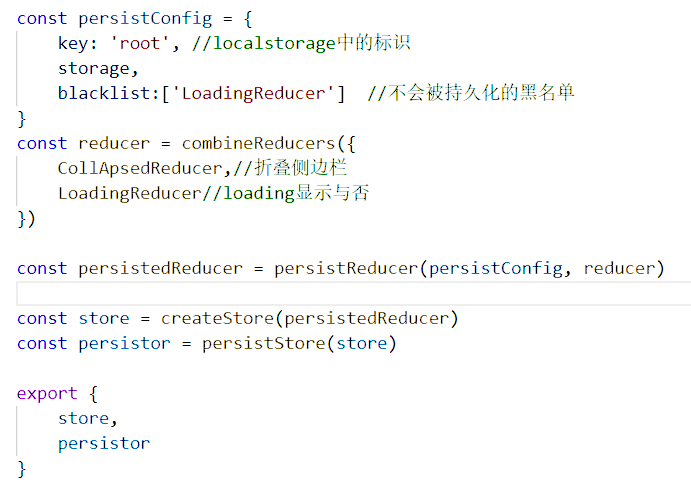 const persistConfig = {
    key: 'root', //localstorage中的标识
    storage,
    blacklist:['LoadingReducer']  //不会被持久化的黑名单
}
const reducer = combineReducers({
    CollApsedReducer,//折叠侧边栏
    LoadingReducer//loading显示与否
})
const persistedReducer = persistReducer(persistConfig, reducer)
const store = createStore(persistedReducer)
const persistor = persistStore(store)
export {
    store,
    persistor
}